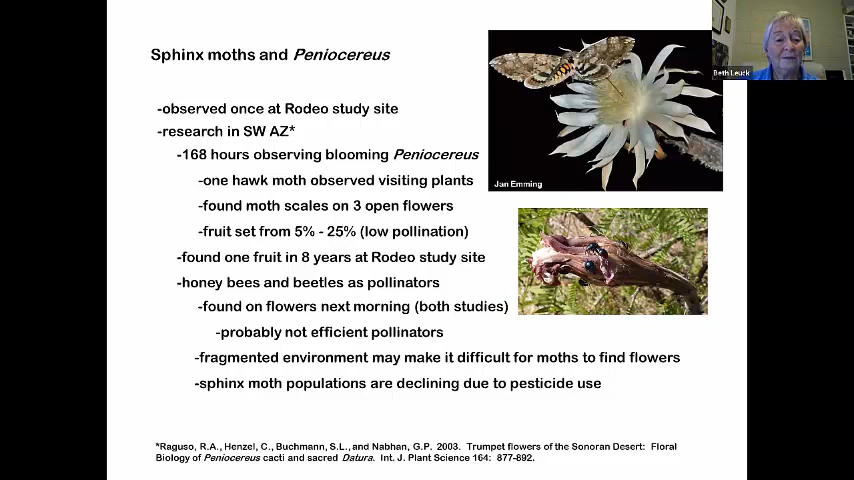 Sphinx moths and Peniocereus
-observed once at Rodeo study site
-research in SW AZ*
-168 hours observing blooming Peniocereus
-one hawk moth observed visiting plants
-found moth scales on 3 open flowers
-fruit set from 5% - 25% (low pollination)
-found one fruit in 8 years at Rodeo study site
-honey bees and beetles as pollinators
-found on flowers next morning (both studies)
-probably not efficient pollinators
-fragmented environment may make it difficult for moths to find flowers
-sphinx moth populations are declining due to pesticide use
Jan Emming
Beth Leuck
*Raguso, R.A., Henzel, C., Buchmann, S.L., and Nabhan, G.P. 2003. Trumpet flowers of the Sonoran Desert: Floral
Biology of Peniocereus cacti and sacred Datura. Int. J. Plant Science 164: 877-892.